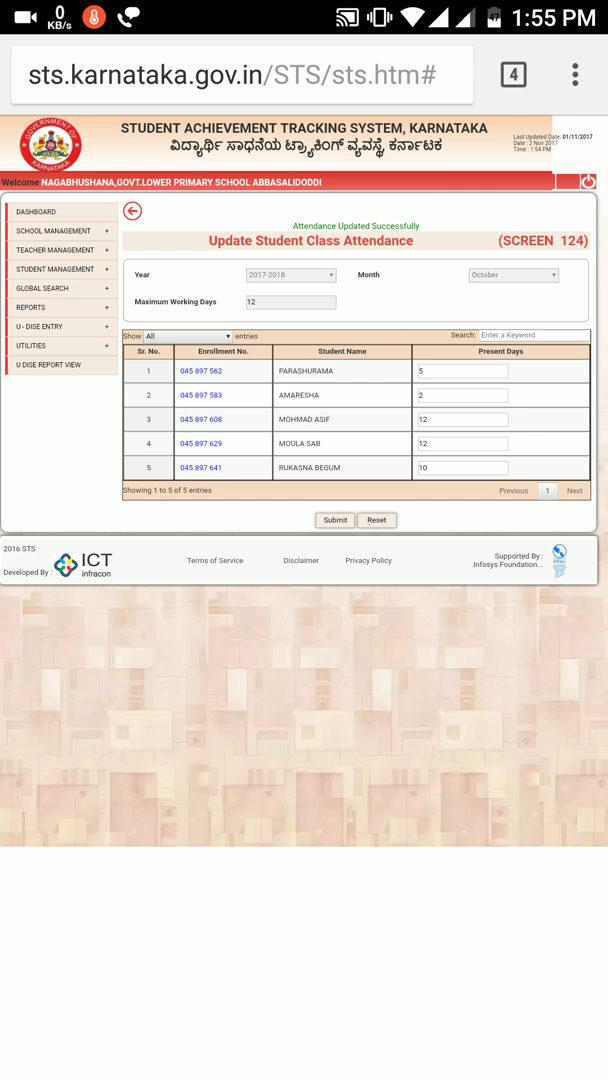 0 KB/s 47 1:55 PM
sts.karnataka.gov.in/STS/sts.htm# 4
GOVERNMENT OF KARNATAKA
STUDENT ACHIEVEMENT TRACKING SYSTEM, KARNATAKA
ವಿದ್ಯಾರ್ಥಿ ಸಾಧನೆಯ ಟ್ರ್ಯಾಕಿಂಗ್ ವ್ಯವಸ್ಥೆ, ಕರ್ನಾಟಕ
Last Updated Date: 01/11/2017
Date : 2 Nov 2017
Time : 1:54 PM
Welcome NAGABHUSHANA,GOVT.LOWER PRIMARY SCHOOL ABBASALIDODDI
DASHBOARD
SCHOOL MANAGEMENT +
TEACHER MANAGEMENT +
STUDENT MANAGEMENT +
GLOBAL SEARCH +
REPORTS +
U - DISE ENTRY +
UTILITIES +
U DISE REPORT VIEW
Attendance Updated Successfully
Update Student Class Attendance (SCREEN 124)
Year 2017-2018 Month October
Maximum Working Days 12
Show All entries Search: Enter a Keyword
Sr. No. Enrollment No. Student Name Present Days
1 045 897 562 PARASHURAMA 5
2 045 897 583 AMARESHA 2
3 045 897 608 MOHMAD ASIF 12
4 045 897 629 MOULA SAB 12
5 045 897 641 RUKASNA BEGUM 10
Showing 1 to 5 of 5 entries Previous 1 Next
Submit Reset
2016 STS
Developed By : ICT infracon
Terms of Service Disclaimer Privacy Policy
Supported By :
Infosys Foundation...